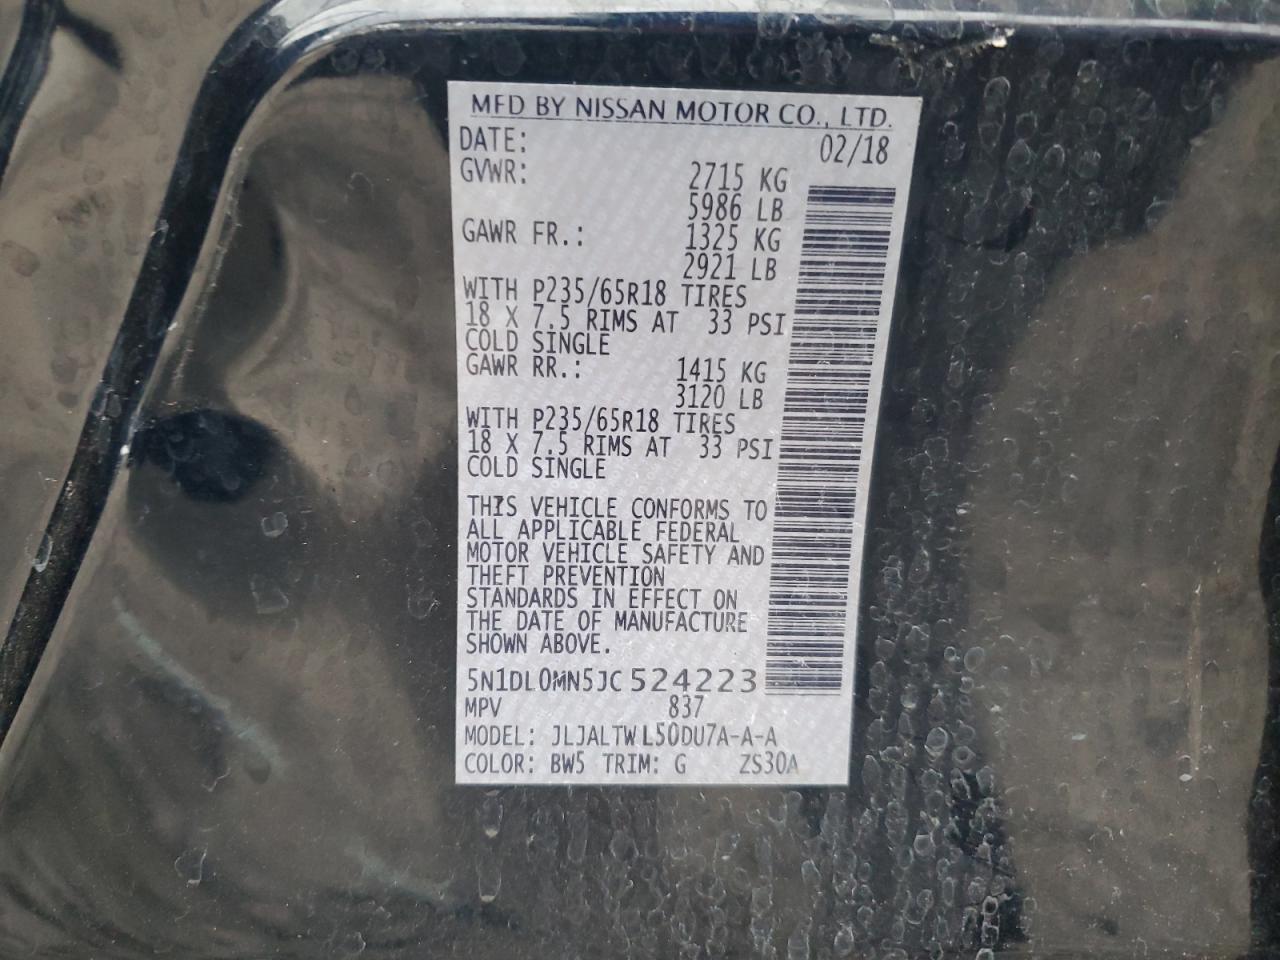 MFD BY NISSAN MOTOR CO., LTD.
DATE: 02/18
GVWR: 2715 KG
5986 LB
GAWR FR.: 1325 KG
2921 LB
WITH P235/65R18 TIRES
18 X 7.5 RIMS AT 33 PSI
COLD SINGLE
GAWR RR.: 1415 KG
3120 LB
WITH P235/65R18 TIRES
18 X 7.5 RIMS AT 33 PSI
COLD SINGLE
THIS VEHICLE CONFORMS TO
ALL APPLICABLE FEDERAL
MOTOR VEHICLE SAFETY AND
THEFT PREVENTION
STANDARDS IN EFFECT ON
THE DATE OF MANUFACTURE
SHOWN ABOVE.
5N1DL0MN5JC524223
MPV 837
MODEL: JLJALTWL50DU7A-A-A
COLOR: BW5 TRIM: G ZS30A